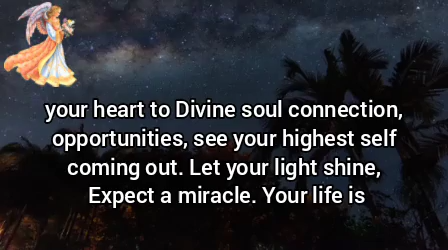 your heart to Divine soul connection,
opportunities, see your highest self
coming out. Let your light shine,
Expect a miracle. Your life is